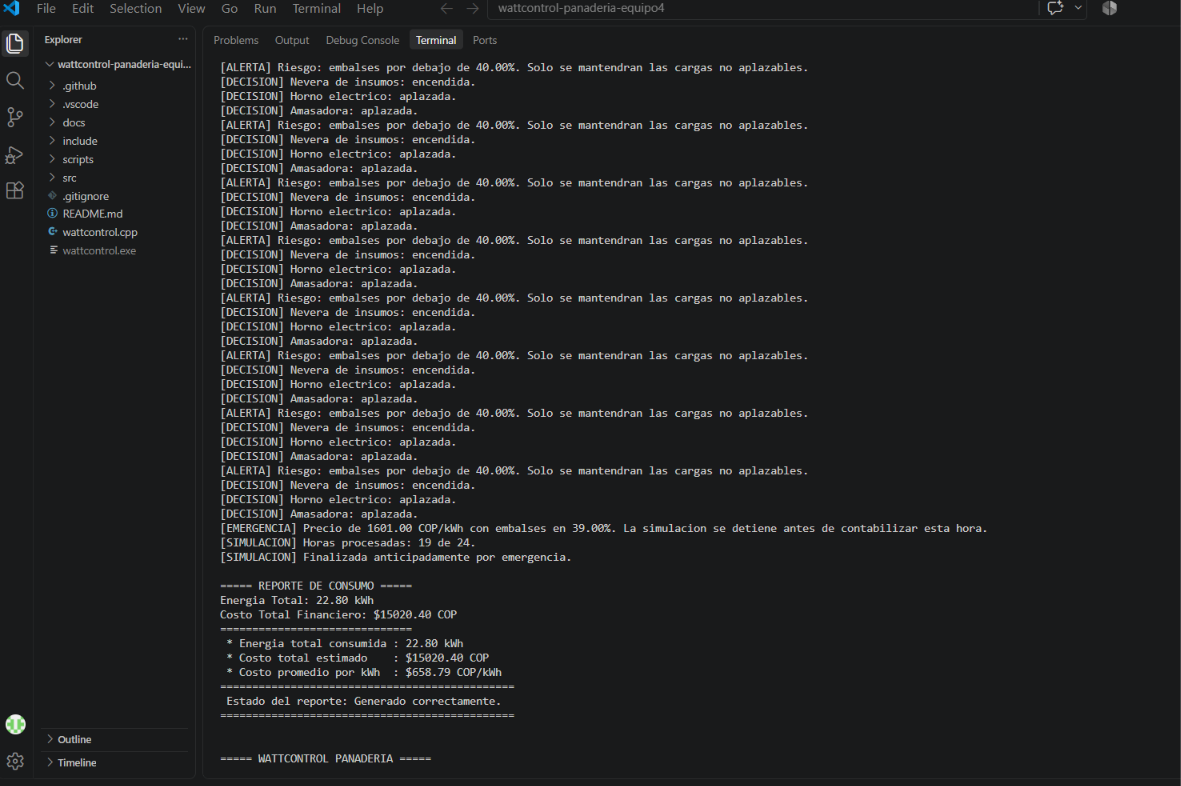 File Edit Selection View Go Run Terminal Help
wattcontrol-panaderia-equipo4
Explorer
wattcontrol-panaderia-equi...
.github
.vscode
docs
include
scripts
src
.gitignore
README.md
wattcontrol.cpp
wattcontrol.exe
Outline
Timeline
Problems Output Debug Console Terminal Ports
[ALERTA] Riesgo: embalses por debajo de 40.00%. Solo se mantendran las cargas no aplazables.
[DECISION] Nevera de insumos: encendida.
[DECISION] Horno electrico: aplazada.
[DECISION] Amasadora: aplazada.
[ALERTA] Riesgo: embalses por debajo de 40.00%. Solo se mantendran las cargas no aplazables.
[DECISION] Nevera de insumos: encendida.
[DECISION] Horno electrico: aplazada.
[DECISION] Amasadora: aplazada.
[ALERTA] Riesgo: embalses por debajo de 40.00%. Solo se mantendran las cargas no aplazables.
[DECISION] Nevera de insumos: encendida.
[DECISION] Horno electrico: aplazada.
[DECISION] Amasadora: aplazada.
[ALERTA] Riesgo: embalses por debajo de 40.00%. Solo se mantendran las cargas no aplazables.
[DECISION] Nevera de insumos: encendida.
[DECISION] Horno electrico: aplazada.
[DECISION] Amasadora: aplazada.
[ALERTA] Riesgo: embalses por debajo de 40.00%. Solo se mantendran las cargas no aplazables.
[DECISION] Nevera de insumos: encendida.
[DECISION] Horno electrico: aplazada.
[DECISION] Amasadora: aplazada.
[ALERTA] Riesgo: embalses por debajo de 40.00%. Solo se mantendran las cargas no aplazables.
[DECISION] Nevera de insumos: encendida.
[DECISION] Horno electrico: aplazada.
[DECISION] Amasadora: aplazada.
[ALERTA] Riesgo: embalses por debajo de 40.00%. Solo se mantendran las cargas no aplazables.
[DECISION] Nevera de insumos: encendida.
[DECISION] Horno electrico: aplazada.
[DECISION] Amasadora: aplazada.
[ALERTA] Riesgo: embalses por debajo de 40.00%. Solo se mantendran las cargas no aplazables.
[DECISION] Nevera de insumos: encendida.
[DECISION] Horno electrico: aplazada.
[DECISION] Amasadora: aplazada.
[EMERGENCIA] Precio de 1601.00 COP/kWh con embalses en 39.00%. La simulacion se detiene antes de contabilizar esta hora.
[SIMULACION] Horas procesadas: 19 de 24.
[SIMULACION] Finalizada anticipadamente por emergencia.
===== REPORTE DE CONSUMO =====
Energia Total: 22.80 kWh
Costo Total Financiero: $15020.40 COP
==============================
* Energia total consumida : 22.80 kWh
* Costo total estimado : $15020.40 COP
* Costo promedio por kWh : $658.79 COP/kWh
==============================================
Estado del reporte: Generado correctamente.
==============================================
===== WATTCONTROL PANADERIA =====